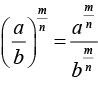 (a/b)^(m/n) = a^(m/n) / b^(m/n)